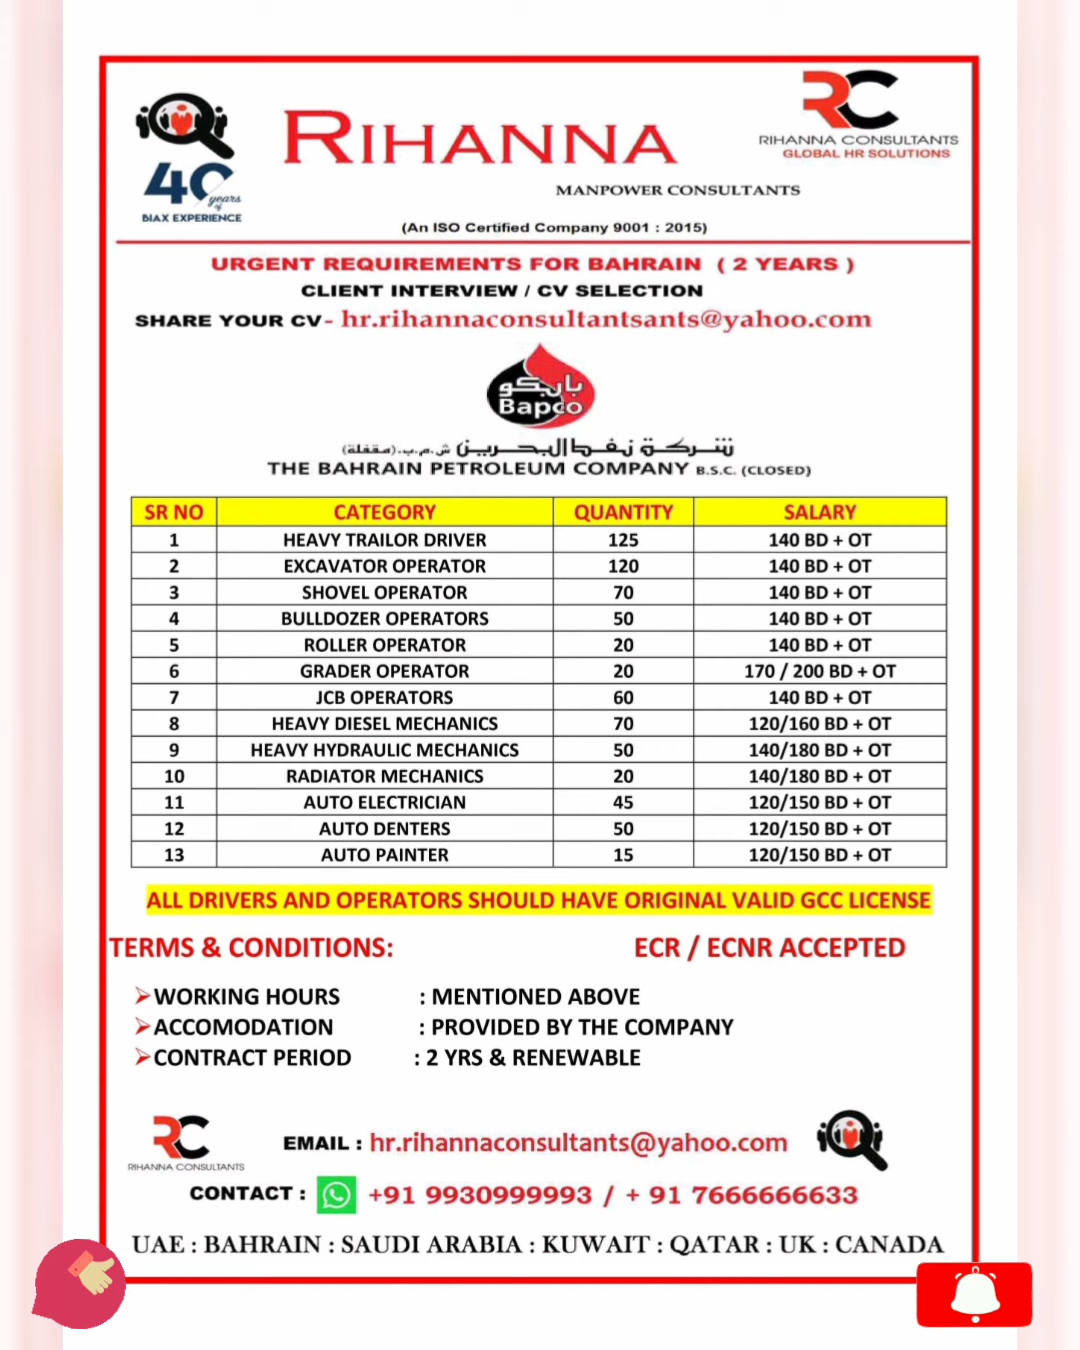 40
years
of
BIAX EXPERIENCE
RIHANNA
MANPOWER CONSULTANTS
(An ISO Certified Company 9001 : 2015)
RC
RIHANNA CONSULTANTS
GLOBAL HR SOLUTIONS
URGENT REQUIREMENTS FOR BAHRAIN ( 2 YEARS )
CLIENT INTERVIEW / CV SELECTION
SHARE YOUR CV- hr.rihannaconsultantsants@yahoo.com
بابكو
Bapco
شركة نفط البحرين ش.م.ب. (مقفلة)
THE BAHRAIN PETROLEUM COMPANY B.S.C. (CLOSED)
SR NO CATEGORY QUANTITY SALARY
1 HEAVY TRAILOR DRIVER 125 140 BD + OT
2 EXCAVATOR OPERATOR 120 140 BD + OT
3 SHOVEL OPERATOR 70 140 BD + OT
4 BULLDOZER OPERATORS 50 140 BD + OT
5 ROLLER OPERATOR 20 140 BD + OT
6 GRADER OPERATOR 20 170 / 200 BD + OT
7 JCB OPERATORS 60 140 BD + OT
8 HEAVY DIESEL MECHANICS 70 120/160 BD + OT
9 HEAVY HYDRAULIC MECHANICS 50 140/180 BD + OT
10 RADIATOR MECHANICS 20 140/180 BD + OT
11 AUTO ELECTRICIAN 45 120/150 BD + OT
12 AUTO DENTERS 50 120/150 BD + OT
13 AUTO PAINTER 15 120/150 BD + OT
ALL DRIVERS AND OPERATORS SHOULD HAVE ORIGINAL VALID GCC LICENSE
TERMS & CONDITIONS: ECR / ECNR ACCEPTED
WORKING HOURS : MENTIONED ABOVE
ACCOMODATION : PROVIDED BY THE COMPANY
CONTRACT PERIOD : 2 YRS & RENEWABLE
RC
RIHANNA CONSULTANTS
EMAIL : hr.rihannaconsultants@yahoo.com
CONTACT : +91 9930999993 / + 91 7666666633
UAE : BAHRAIN : SAUDI ARABIA : KUWAIT : QATAR : UK : CANADA